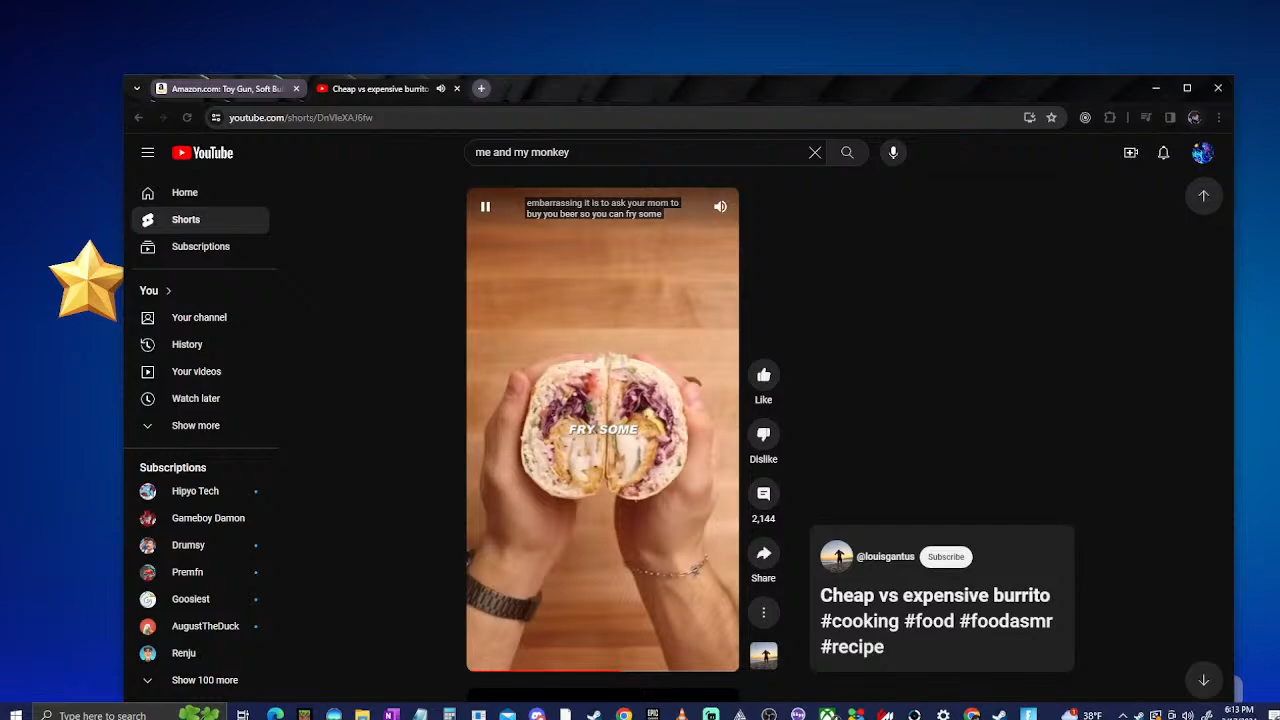 Amazon.com: Toy Gun, Soft Bu
Cheap vs expensive burrito
youtube.com/shorts/DnVIeXAJ6fw
YouTube
me and my monkey
Home
Shorts
Subscriptions
You
Your channel
History
Your videos
Watch later
Show more
Subscriptions
Hipyo Tech
Gameboy Damon
Drumsy
Premfn
Goosiest
AugustTheDuck
Renju
Show 100 more
embarrassing it is to ask your mom to
buy you beer so you can fry some
FRY SOME
Like
Dislike
2,144
Share
@louisgantus
Subscribe
Cheap vs expensive burrito
#cooking #food #foodasmr
#recipe
Type here to search
38°F
6:13 PM